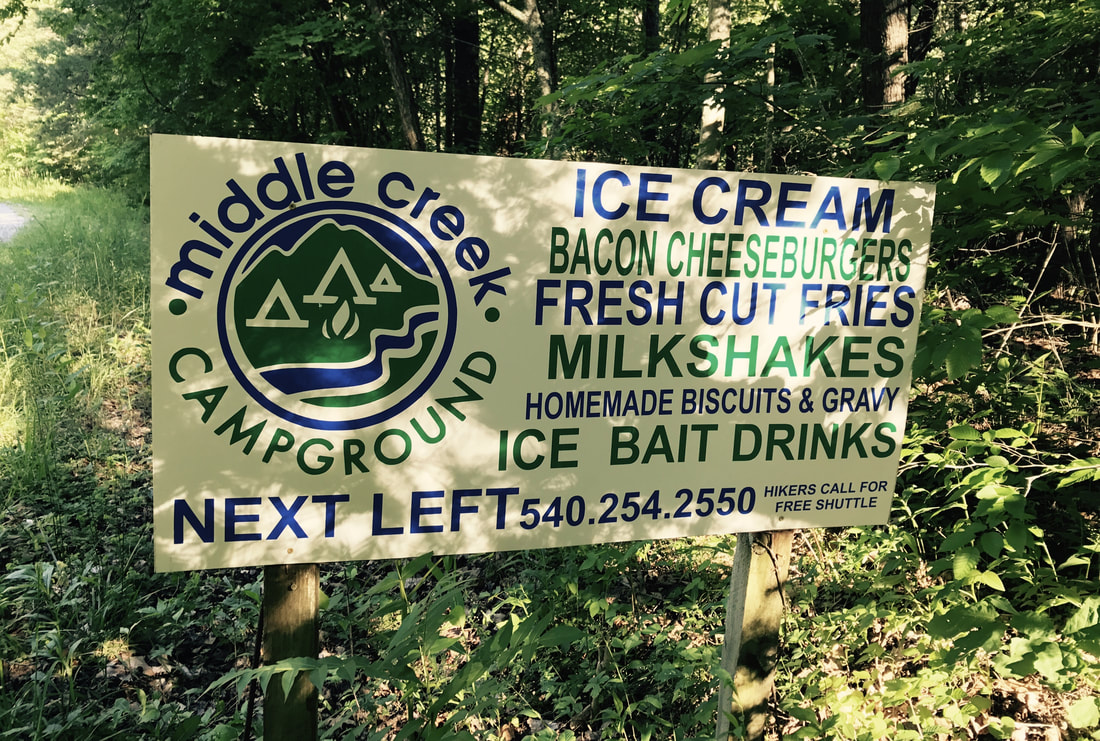 middle creek
CAMPGROUND
ICE CREAM
BACON CHEESEBURGERS
FRESH CUT FRIES
MILKSHAKES
HOMEMADE BISCUITS & GRAVY
ICE BAIT DRINKS
NEXT LEFT 540.254.2550
HIKERS CALL FOR
FREE SHUTTLE